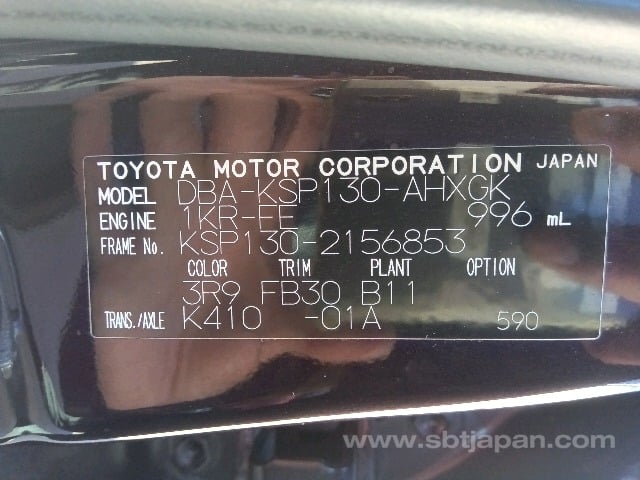 TOYOTA MOTOR CORPORATION JAPAN
MODEL DBA-KSP130-AHXGK
ENGINE 1KR-FE 996 mL
FRAME No. KSP130-2156853
COLOR TRIM PLANT OPTION
3R9 FB30 B11
TRANS./AXLE K410 -01A 590
www.sbtjapan.com